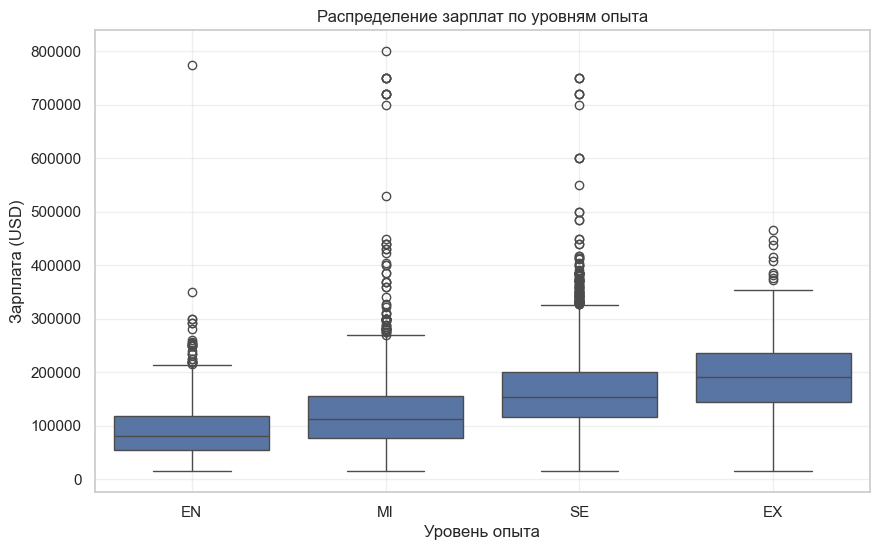 Распределение зарплат по уровням опыта
Зарплата (USD)
800000
700000
600000
500000
400000
300000
200000
100000
0
EN MI SE EX
Уровень опыта